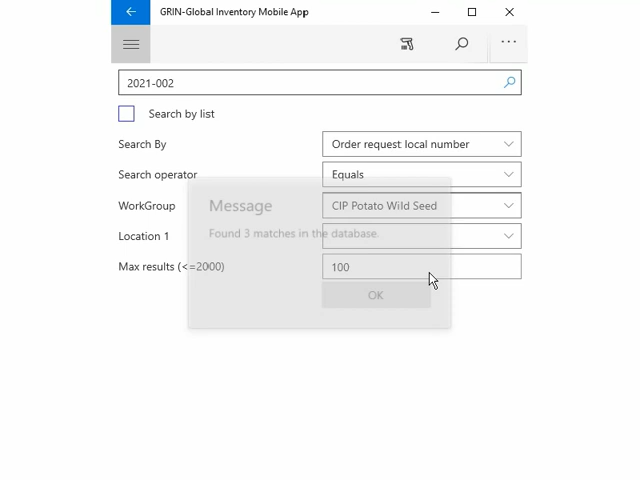 GRIN-Global Inventory Mobile App
2021-002
Search by list
Search By Order request local number
Search operator Equals
WorkGroup CIP Potato Wild Seed
Message
Found 3 matches in the database.
Location 1
Max results (<=2000) 100
OK